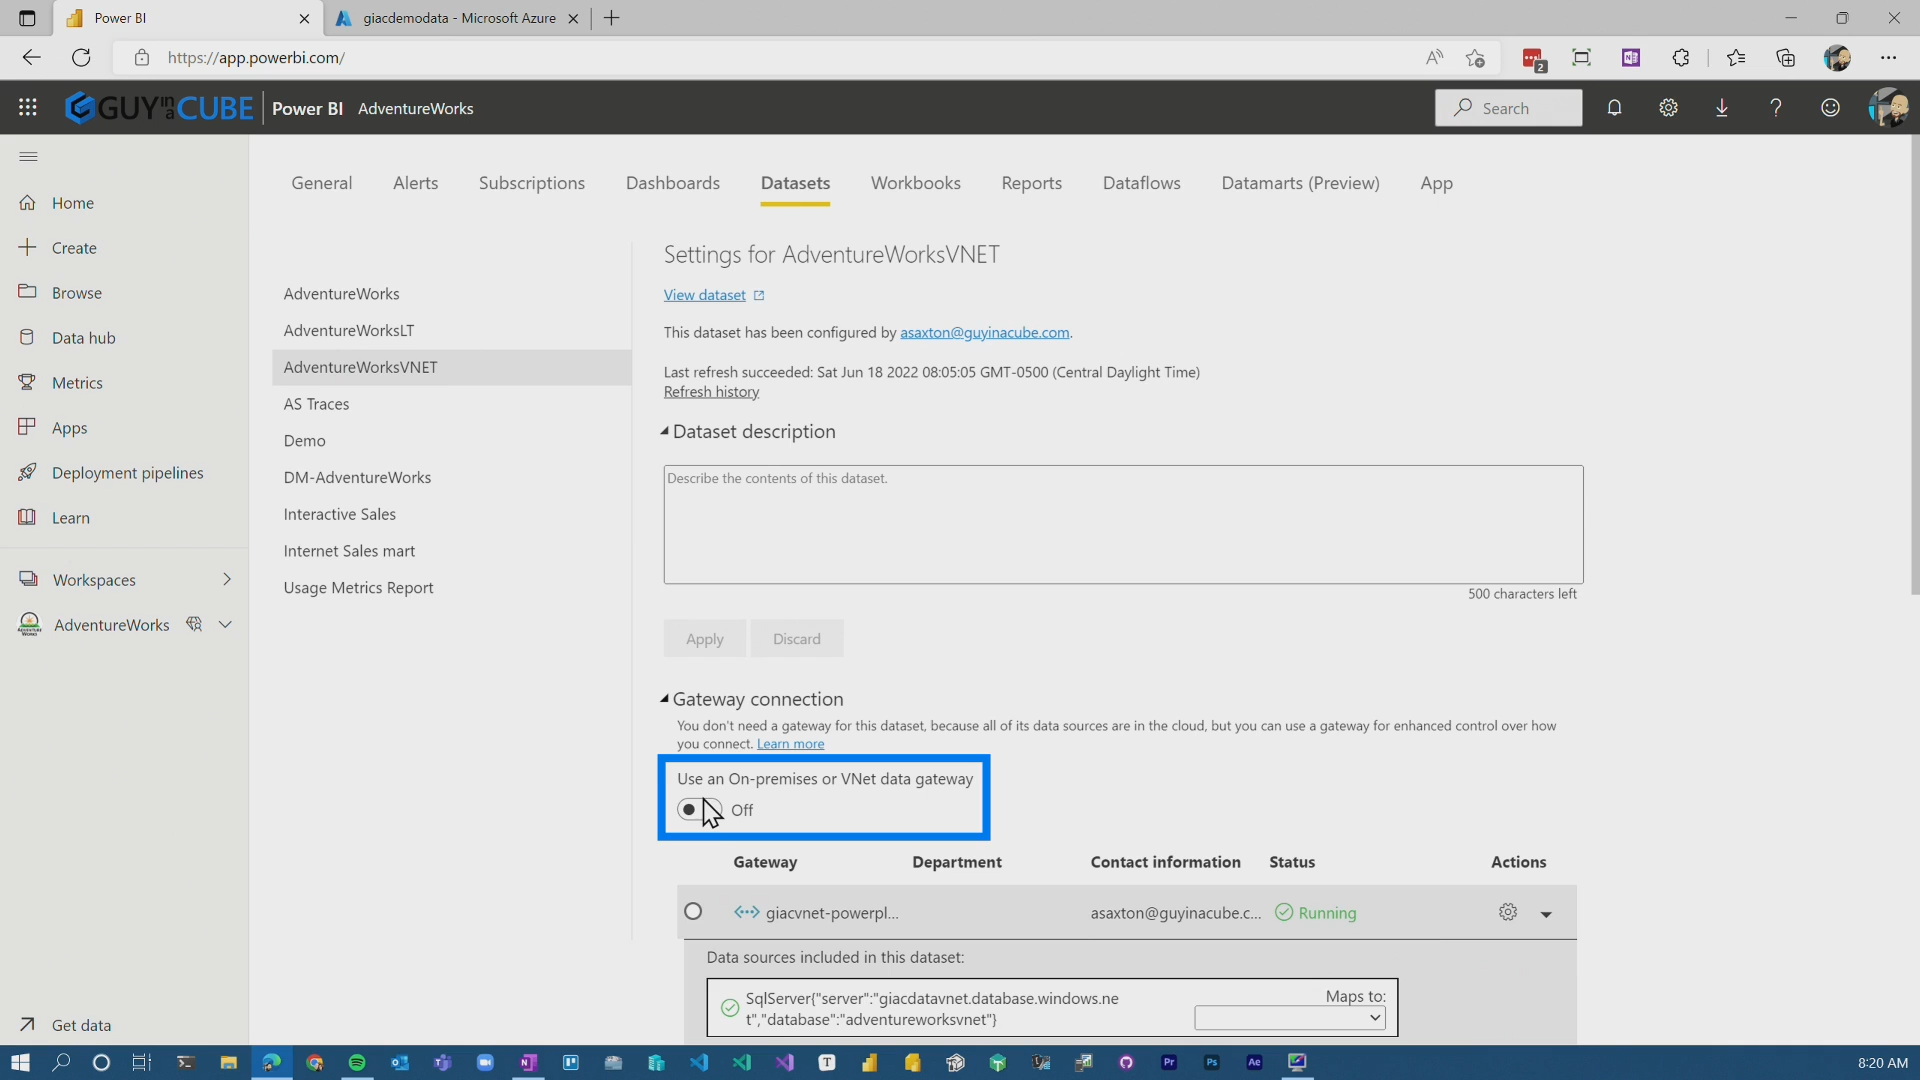 Power BI
giacdemodata - Microsoft Azure
https://app.powerbi.com/
2
GUY in a CUBE
Power BI AdventureWorks
Search
General Alerts Subscriptions Dashboards Datasets Workbooks Reports Dataflows Datamarts (Preview) App
Home
Create
Browse
Data hub
Metrics
Apps
Deployment pipelines
Learn
Workspaces
AdventureWorks
Get data
AdventureWorks
AdventureWorksLT
AdventureWorksVNET
AS Traces
Demo
DM-AdventureWorks
Interactive Sales
Internet Sales mart
Usage Metrics Report
Settings for AdventureWorksVNET
View dataset
This dataset has been configured by asaxton@guyinacube.com.
Last refresh succeeded: Sat Jun 18 2022 08:05:05 GMT-0500 (Central Daylight Time)
Refresh history
Dataset description
Describe the contents of this dataset.
500 characters left
Apply Discard
Gateway connection
You don't need a gateway for this dataset, because all of its data sources are in the cloud, but you can use a gateway for enhanced control over how
you connect. Learn more
Use an On-premises or VNet data gateway
Off
Gateway Department Contact information Status Actions
giacvnet-powerpl... asaxton@guyinacube.c... Running
Data sources included in this dataset:
SqlServer{"server":"giacdatavnet.database.windows.ne
t","database":"adventureworksvnet"}
Maps to:
8:20 AM